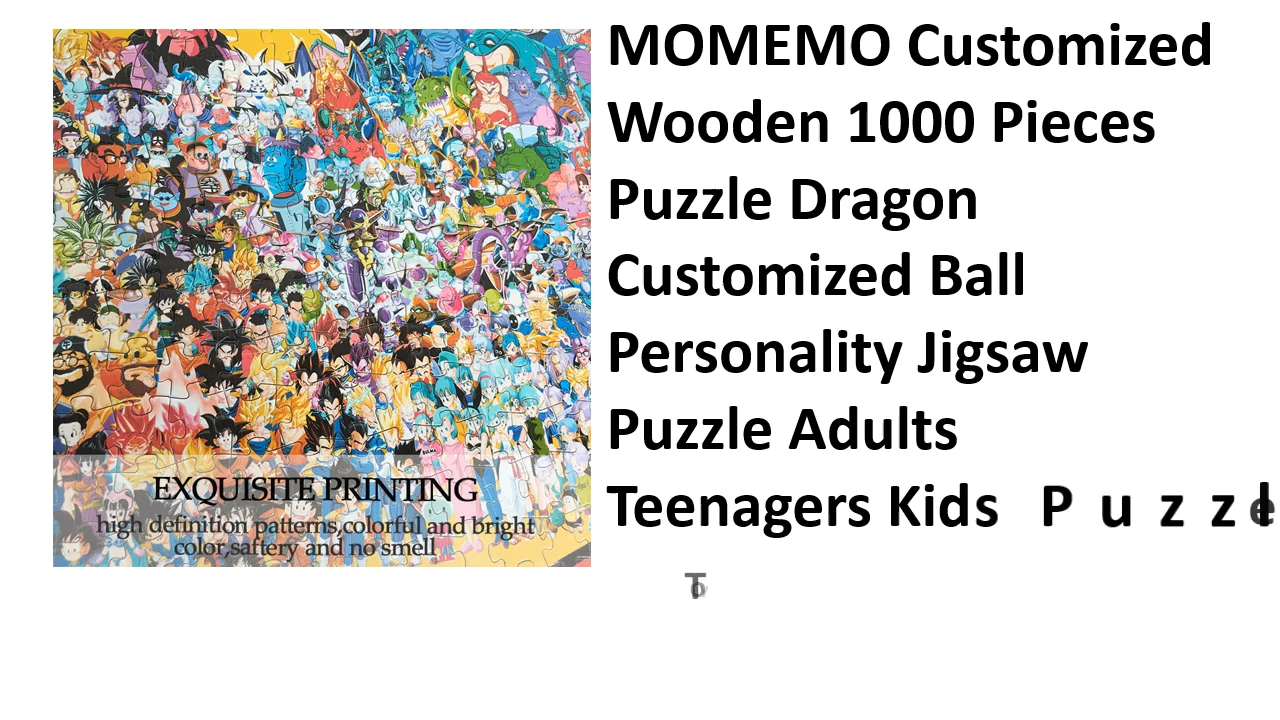 MOMEMO Customized
Wooden 1000 Pieces
Puzzle Dragon
Customized Ball
Personality Jigsaw
Puzzle Adults
Teenagers Kids Puzzle
EXQUISITE PRINTING
high definition patterns,colorful and bright
color,saftery and no smell